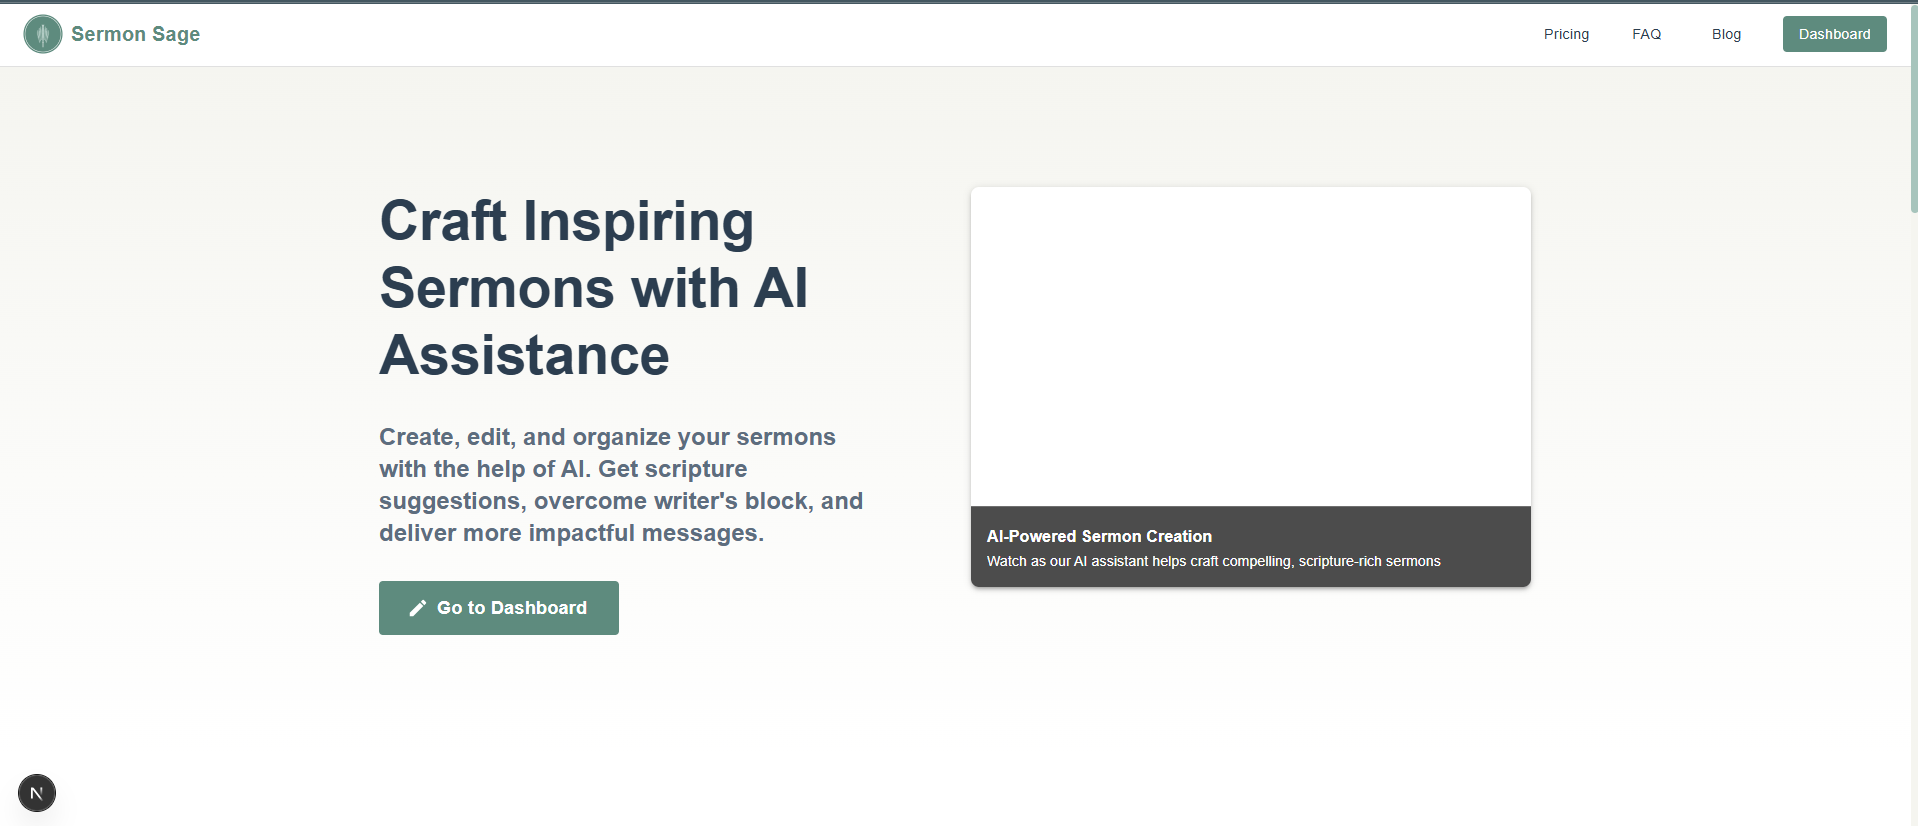 Sermon Sage
Pricing
FAQ
Blog
Dashboard
Craft Inspiring
Sermons with AI
Assistance
Create, edit, and organize your sermons
with the help of AI. Get scripture
suggestions, overcome writer's block, and
deliver more impactful messages.
Go to Dashboard
AI-Powered Sermon Creation
Watch as our AI assistant helps craft compelling, scripture-rich sermons
N